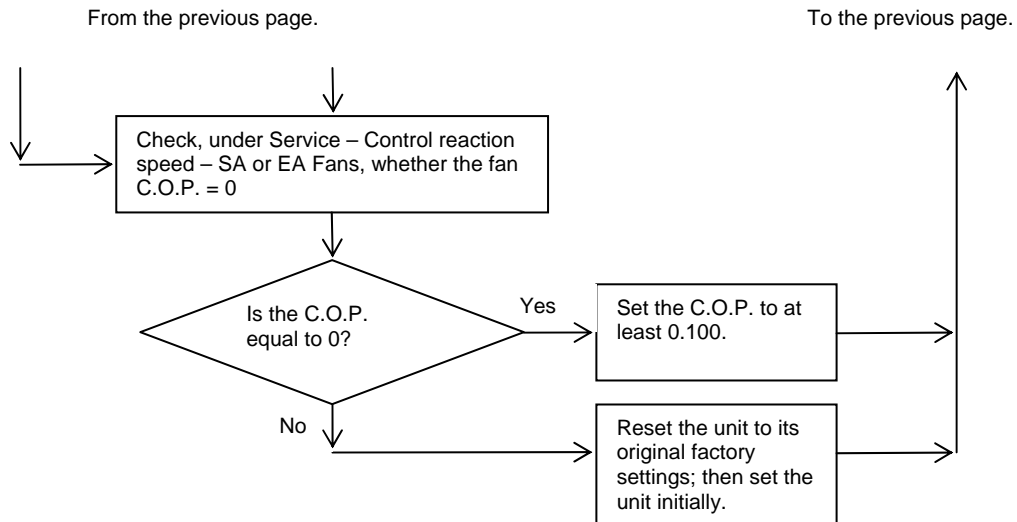 From the previous page.
To the previous page.
Check, under Service – Control reaction
speed – SA or EA Fans, whether the fan
C.O.P. = 0
Is the C.O.P.
equal to 0?
Yes
Set the C.O.P. to at
least 0.100.
No
Reset the unit to its
original factory
settings; then set the
unit initially.